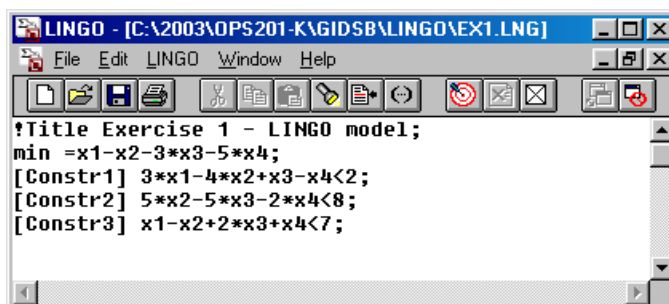 LINGO - [C:\2003\OPS201-K\GIDSB\LINGO\EX1.LNG]
File Edit LINGO Window Help
!Title Exercise 1 - LINGO model;
min =x1-x2-3*x3-5*x4;
[Constr1] 3*x1-4*x2+x3-x4<2;
[Constr2] 5*x2-5*x3-2*x4<8;
[Constr3] x1-x2+2*x3+x4<7;